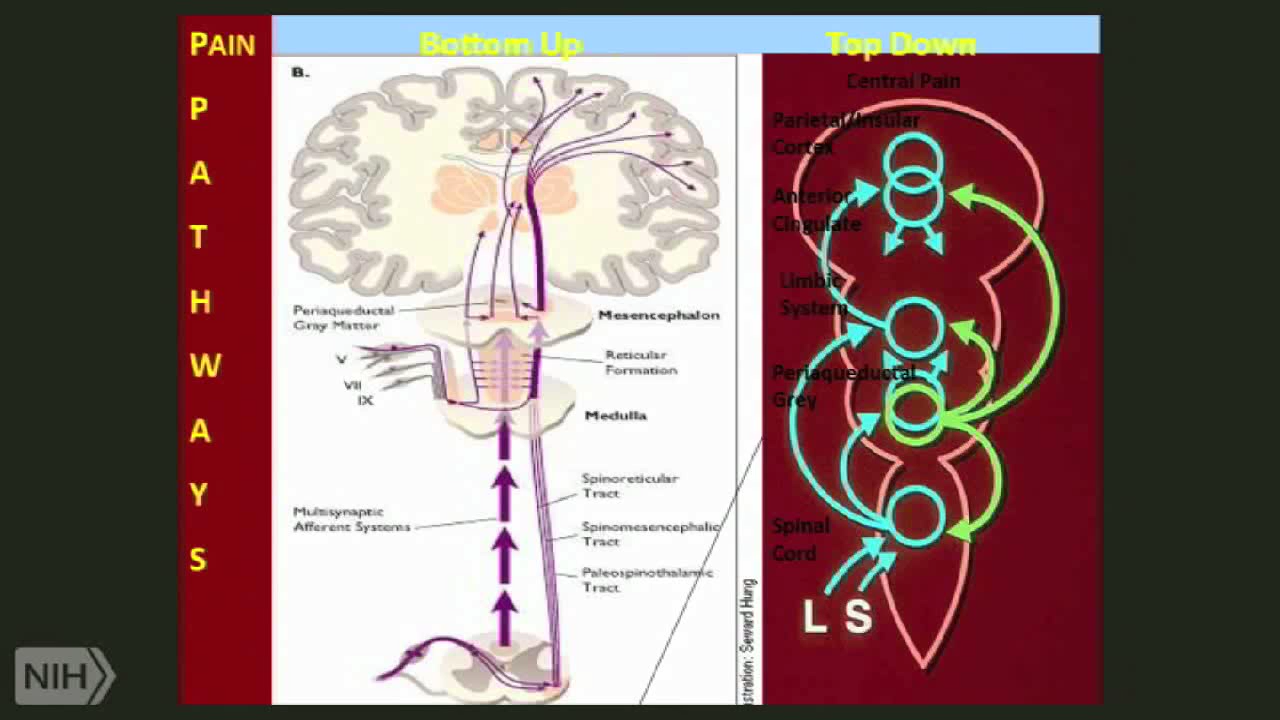 PAIN
P
A
T
H
W
A
Y
S
Bottom Up
B.
Periaqueductal
Gray Matter
Mesencephalon
V
VII
IX
Reticular
Formation
Medulla
Spinoreticular
Tract
Multisynaptic
Afferent Systems
Spinomesencephalic
Tract
Paleospinothalamic
Tract
stration: Seward Hung
Top Down
Central Pain
Parietal/Insular
Cortex
Anterior
Cingulate
Limbic
System
Periaqueductal
Grey
Spinal
Cord
L S
NIH